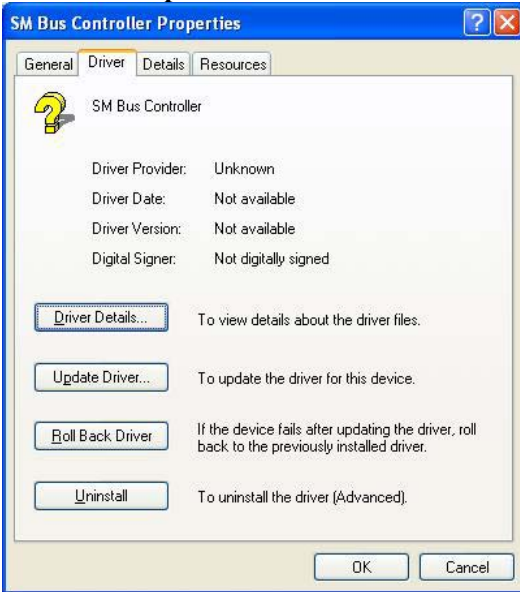 SM Bus Controller Properties
General Driver Details Resources
SM Bus Controller
Driver Provider: Unknown
Driver Date: Not available
Driver Version: Not available
Digital Signer: Not digitally signed
Driver Details... To view details about the driver files.
Update Driver... To update the driver for this device.
Roll Back Driver If the device fails after updating the driver, roll
back to the previously installed driver.
Uninstall To uninstall the driver (Advanced).
OK Cancel